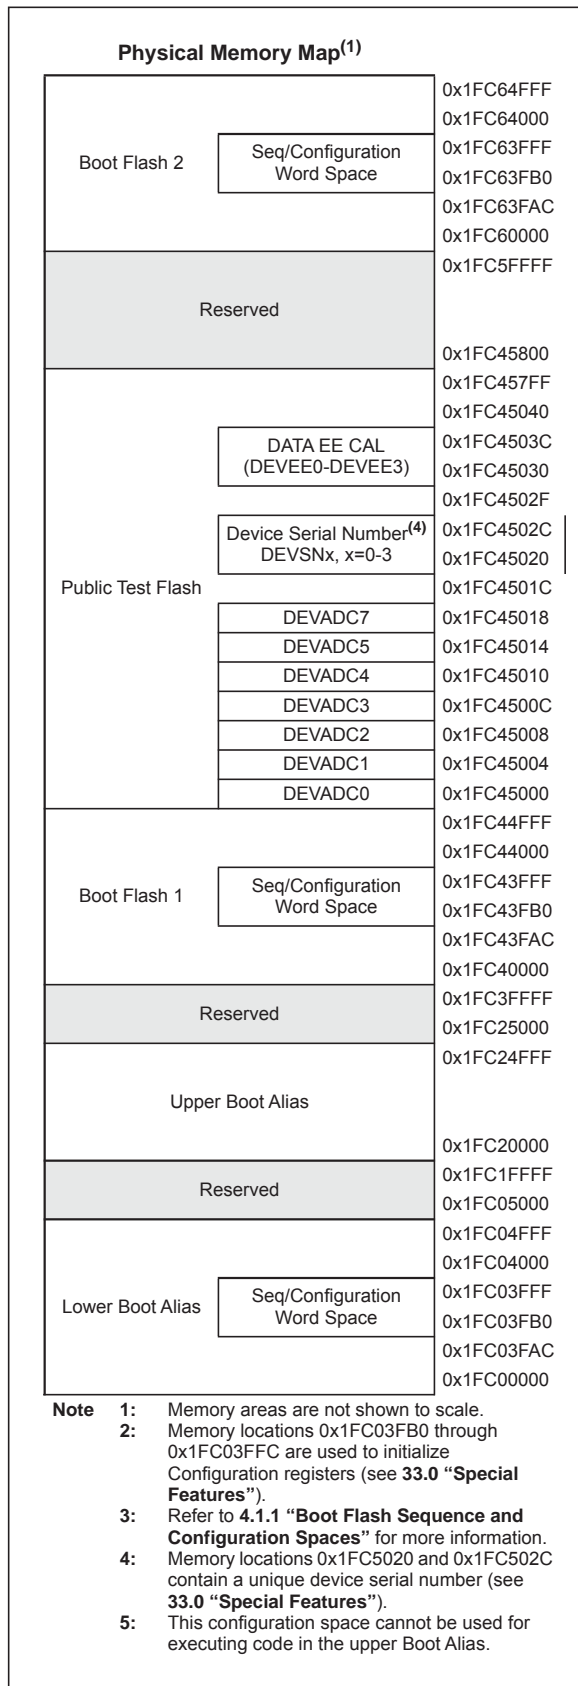 Physical Memory Map(1)
0x1FC64FFF
0x1FC64000
Boot Flash 2
Seq/Configuration
Word Space
0x1FC63FFF
0x1FC63FB0
0x1FC63FAC
0x1FC60000
Reserved
0x1FC5FFFF
0x1FC45800
Public Test Flash
0x1FC457FF
0x1FC45040
DATA EE CAL
(DEVEE0-DEVEE3)
0x1FC4503C
0x1FC45030
0x1FC4502F
Device Serial Number(4)
DEVSNx, x=0-3
0x1FC4502C
0x1FC45020
0x1FC4501C
DEVADC7 0x1FC45018
DEVADC5 0x1FC45014
DEVADC4 0x1FC45010
DEVADC3 0x1FC4500C
DEVADC2 0x1FC45008
DEVADC1 0x1FC45004
DEVADC0 0x1FC45000
0x1FC44FFF
0x1FC44000
Boot Flash 1
Seq/Configuration
Word Space
0x1FC43FFF
0x1FC43FB0
0x1FC43FAC
0x1FC40000
Reserved
0x1FC3FFFF
0x1FC25000
Upper Boot Alias
0x1FC24FFF
0x1FC20000
Reserved
0x1FC1FFFF
0x1FC05000
0x1FC04FFF
0x1FC04000
Lower Boot Alias
Seq/Configuration
Word Space
0x1FC03FFF
0x1FC03FB0
0x1FC03FAC
0x1FC00000
Note 1: Memory areas are not shown to scale.
2: Memory locations 0x1FC03FB0 through
0x1FC03FFC are used to initialize
Configuration registers (see 33.0 “Special
Features”).
3: Refer to 4.1.1 “Boot Flash Sequence and
Configuration Spaces” for more information.
4: Memory locations 0x1FC5020 and 0x1FC502C
contain a unique device serial number (see
33.0 “Special Features”).
5: This configuration space cannot be used for
executing code in the upper Boot Alias.